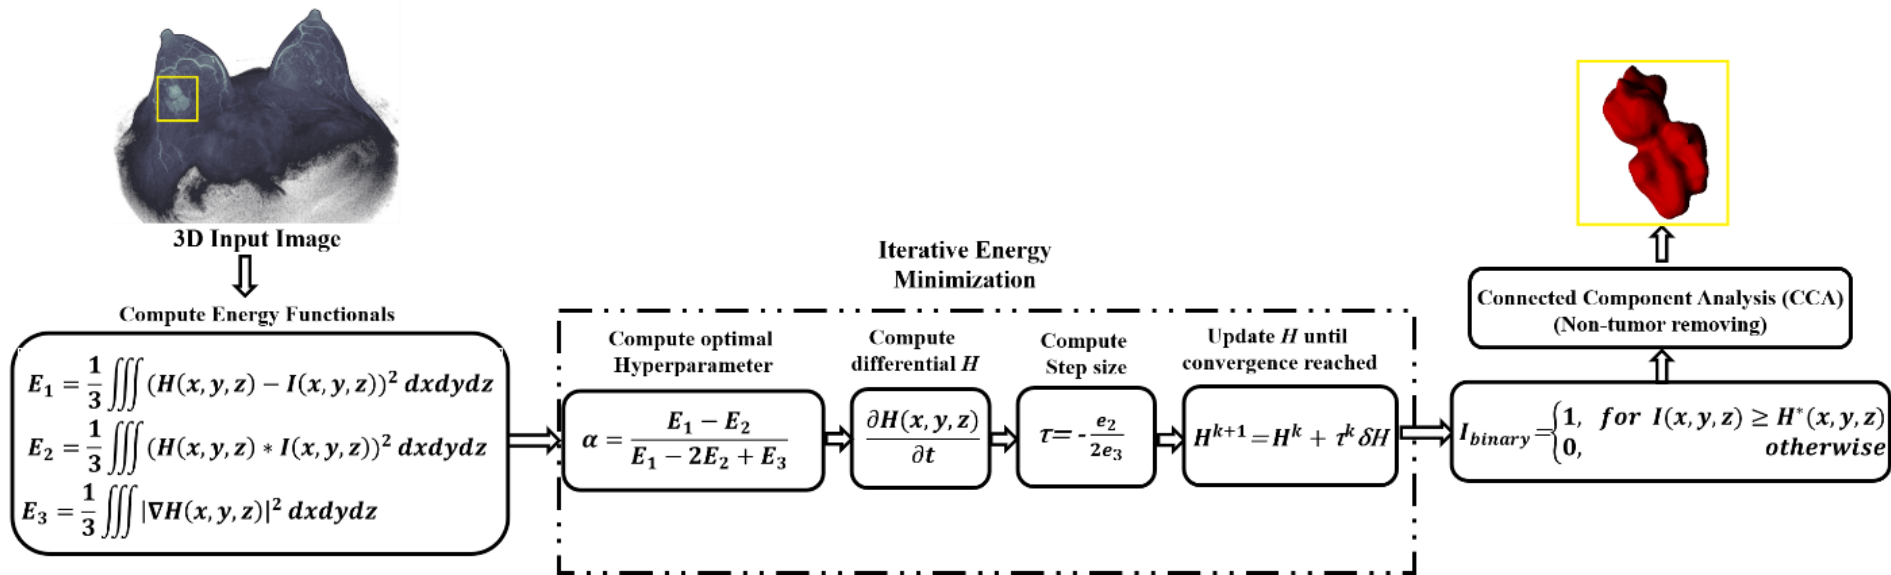 3D Input Image
Compute Energy Functionals
E₁ = 1/3 ∭ (H(x, y, z) − I(x, y, z))² dxdydz
E₂ = 1/3 ∭ (H(x, y, z) * I(x, y, z))² dxdydz
E₃ = 1/3 ∭ |∇H(x, y, z)|² dxdydz
Iterative Energy
Minimization
Compute optimal
Hyperparameter
α = (E₁ − E₂) / (E₁ − 2E₂ + E₃)
Compute
differential H
∂H(x, y, z) / ∂t
Compute
Step size
τ = - e₂ / 2e₃
Update H until
convergence reached
Hᵏ⁺¹ = Hᵏ + τᵏ δH
I_binary = {1, for I(x, y, z) ≥ H*(x, y, z)
0, otherwise
Connected Component Analysis (CCA)
(Non-tumor removing)